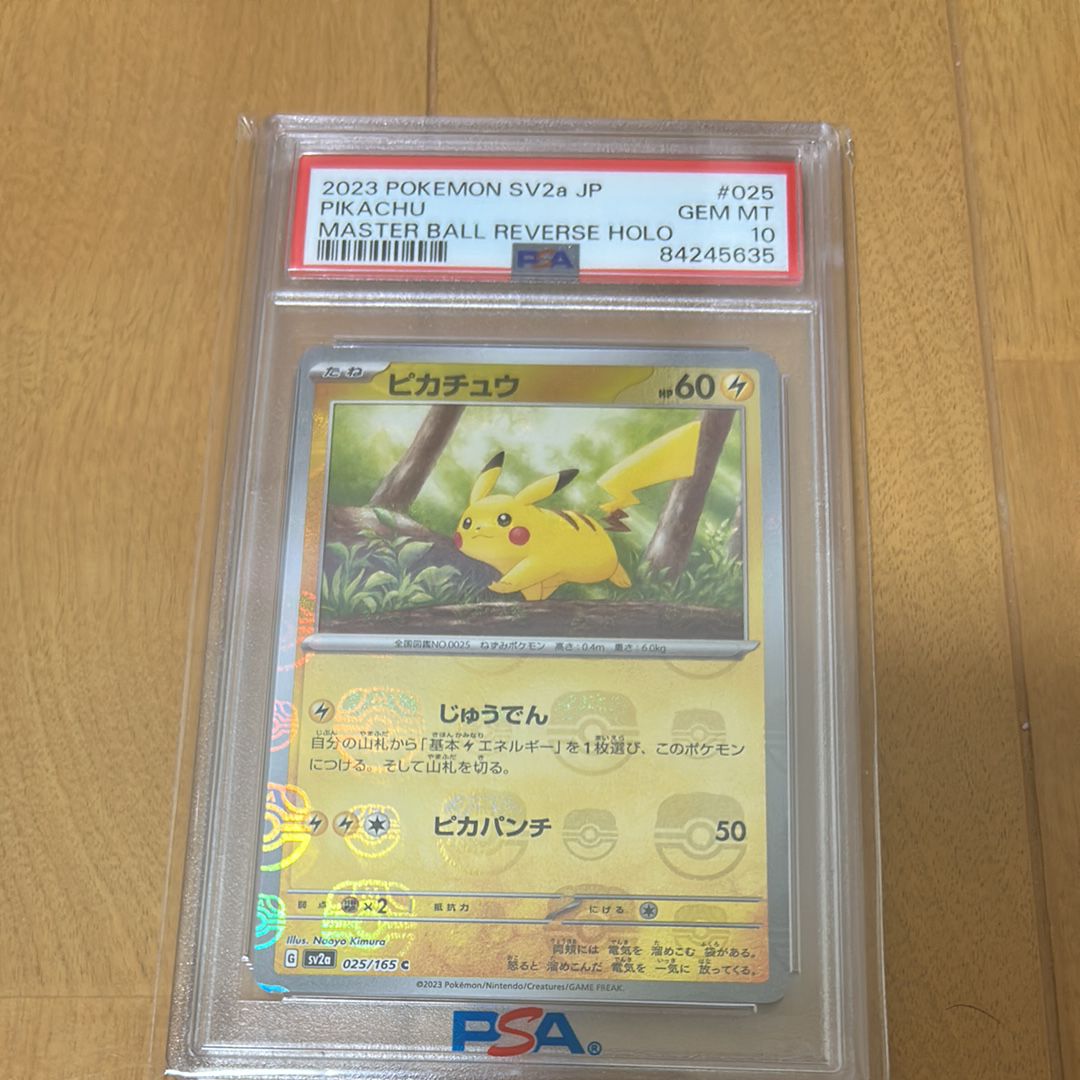 2023 POKEMON SV2a JP #025
PIKACHU GEM MT
MASTER BALL REVERSE HOLO 10
PSA 84245635
たね ピカチュウ HP60
全国図鑑NO.0025 ねずみポケモン 高さ:0.4m 重さ:6.0kg
じゅうでん
自分の山札から「基本エネルギー」を1枚選び、このポケモン
につける。そして山札を切る。
ピカパンチ 50
弱点 ×2 抵抗力 にげる
Illus. Naoyo Kimura
両頬には 電気を 溜めこむ 袋がある。
G sv2a 025/165 C
怒ると 溜めこんだ 電気を 一気に 放ってくる。
©2023 Pokémon/Nintendo/Creatures/GAME FREAK.
PSA®